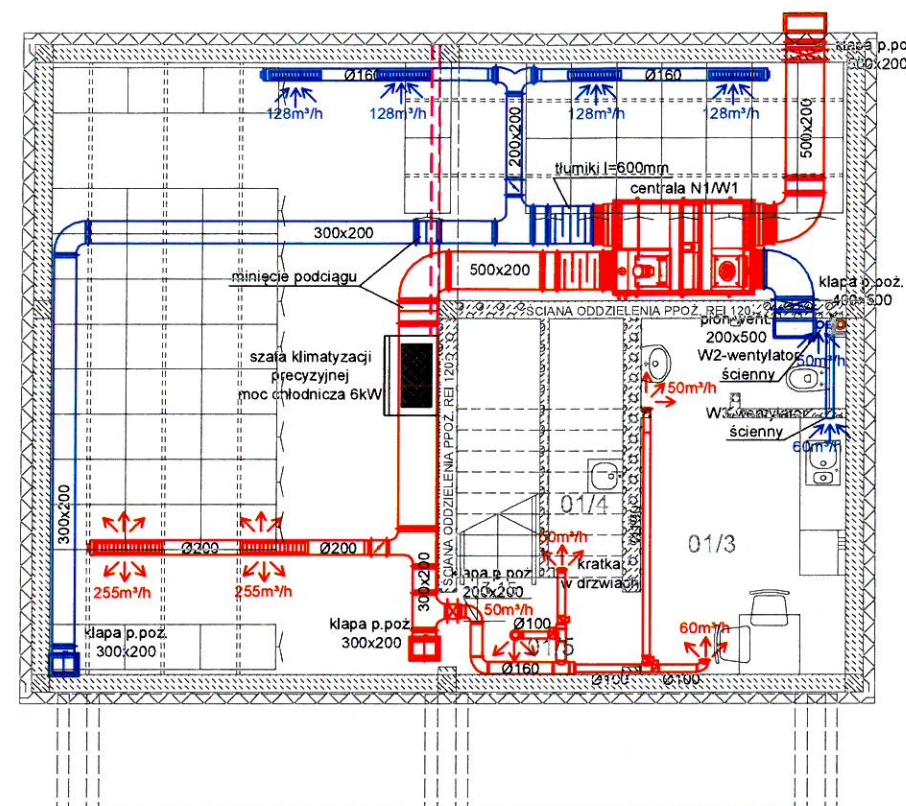 klapa p.poż.
500x200
Ø160
Ø160
128m³/h
128m³/h
128m³/h
128m³/h
200x200
500x200
tłumiki l=600mm
centrala N1/W1
300x200
500x200
minięcie podciągu
klapa p.poż.
400x500
ŚCIANA ODDZIELENIA PPOŻ. REI 120
pion went.
200x500
W2-wentylator
ścienny
50m³/h
szafa klimatyzacji
precyzyjnej
moc chłodnicza 6kW
50m³/h
W3-wentylator
ścienny
60m³/h
ŚCIANA ODDZIELENIA PPOŻ. REI 120
01/4
01/3
300x200
Ø200
Ø200
255m³/h
255m³/h
50m³/h
kratka
w drzwiach
300x200
klapa p.poż.
200x200
50m³/h
Ø100
klapa p.poż.
300x200
klapa p.poż.
300x200
60m³/h
01/5
Ø160
Ø100
Ø100